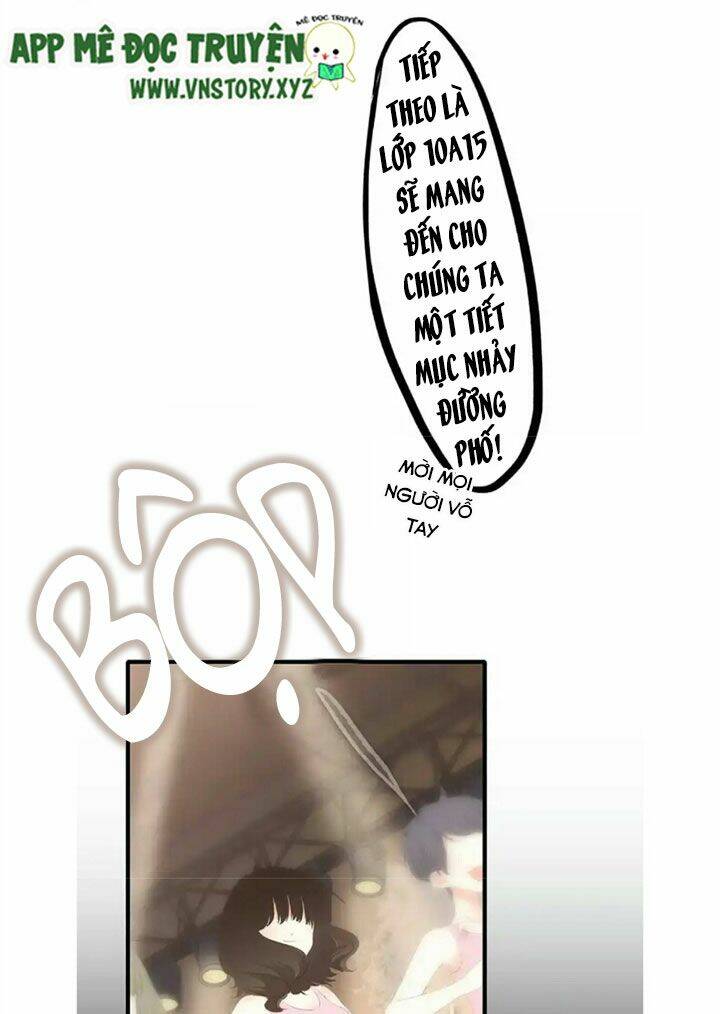 MÊ ĐỌC TRUYỆN
APP MÊ ĐỌC TRUYỆN
WWW.VNSTORY.XYZ
TIẾP
THEO LÀ
LỚP 10A15
SẼ MANG
ĐẾN CHO
CHÚNG TA
MỘT TIẾT
MỤC NHẢY
ĐƯỜNG
PHỐ!
MỜI MỌI
NGƯỜI VỖ
TAY
BỘP